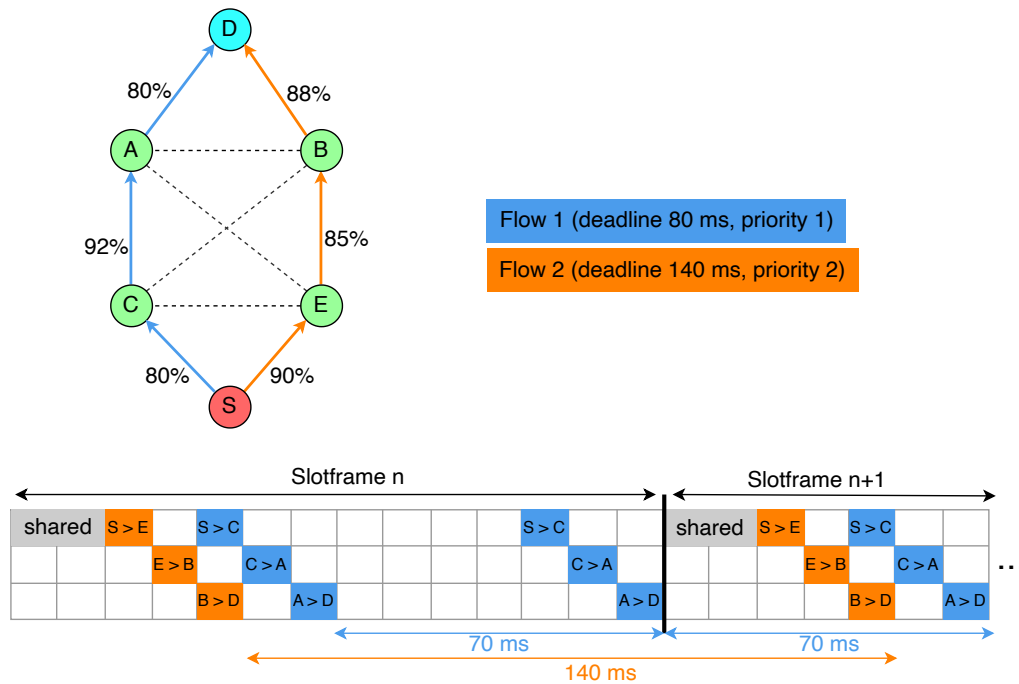 D
80%
88%
A
B
Flow 1 (deadline 80 ms, priority 1)
92%
85%
Flow 2 (deadline 140 ms, priority 2)
C
E
80%
90%
S
Slotframe n
Slotframe n+1
shared S > E S > C S > C shared S > E S > C
E > B C > A C > A E > B C > A ..
B > D A > D A > D B > D A > D
70 ms 70 ms
140 ms